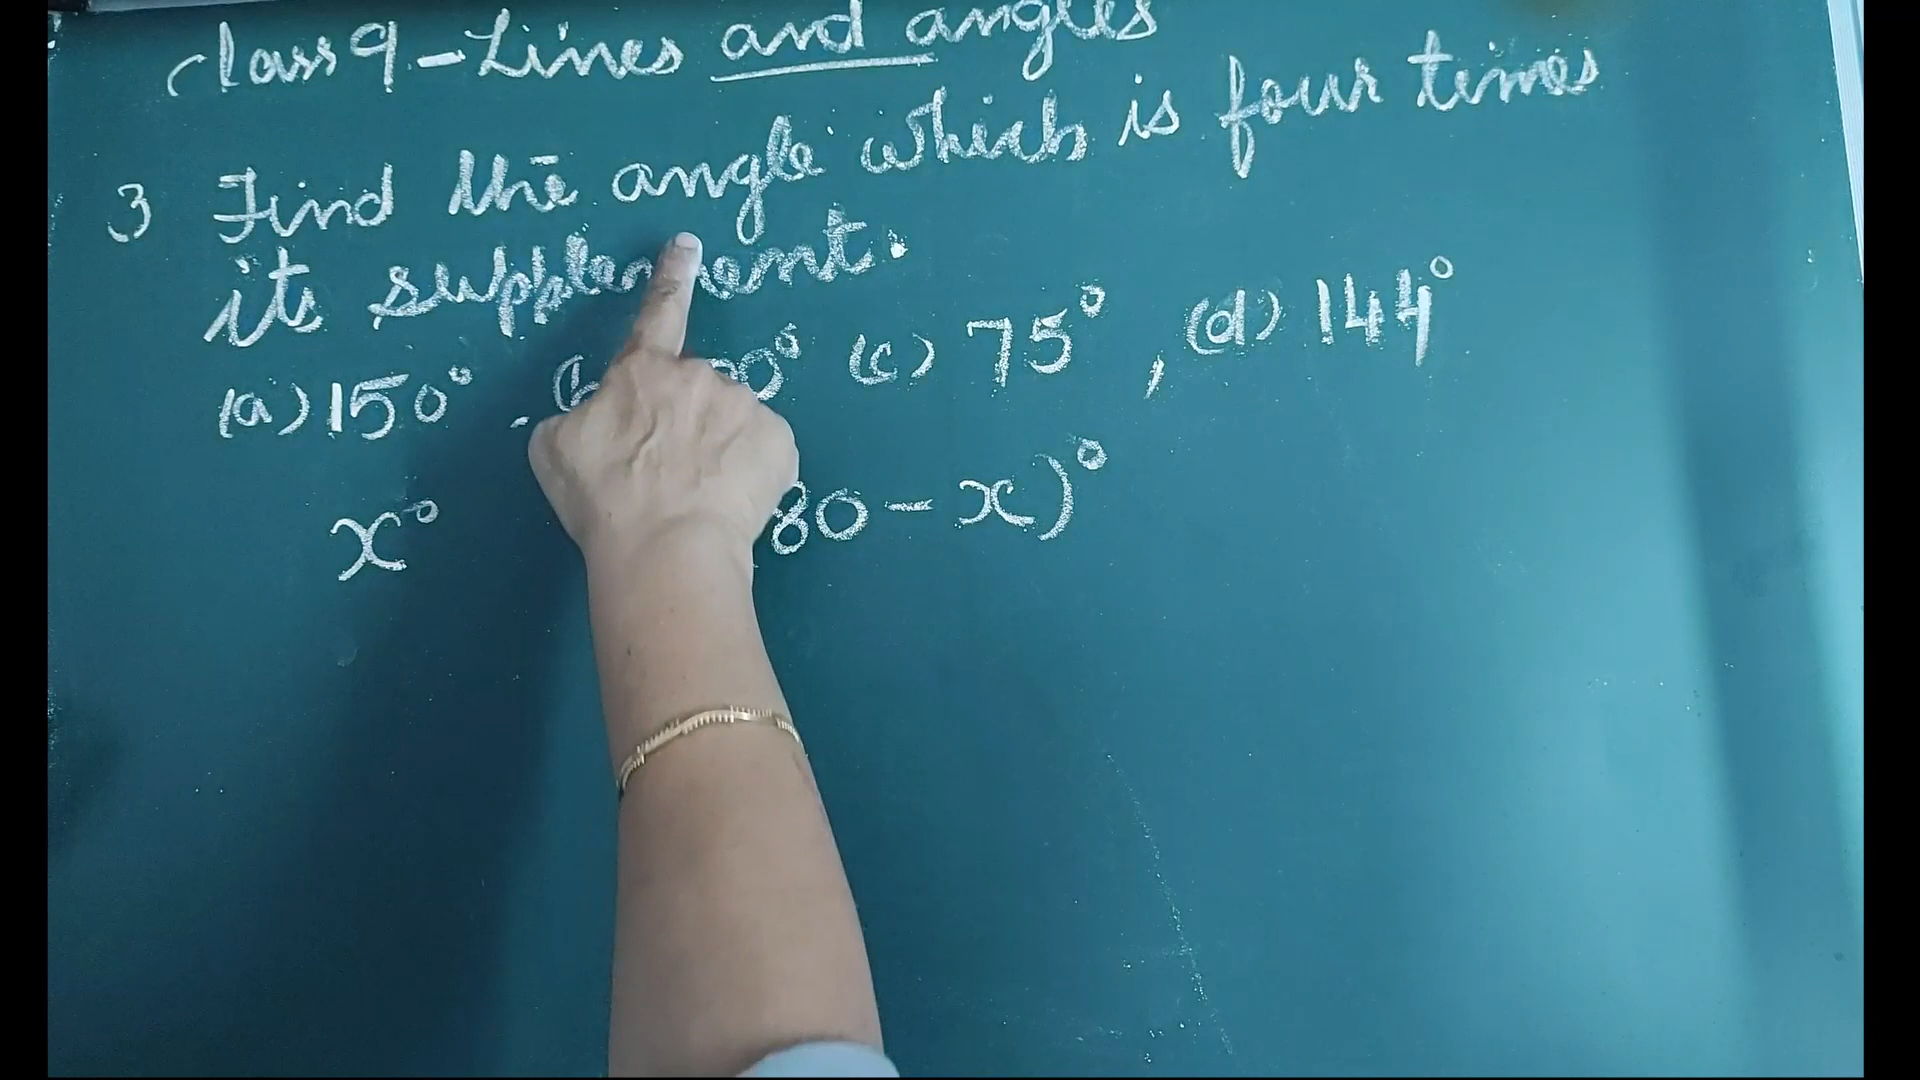 Class 9 - Lines and angles
3 Find the angle which is four times
its supplement.
(a) 150° (c) 75° , (d) 144°
x° 80 - x)°